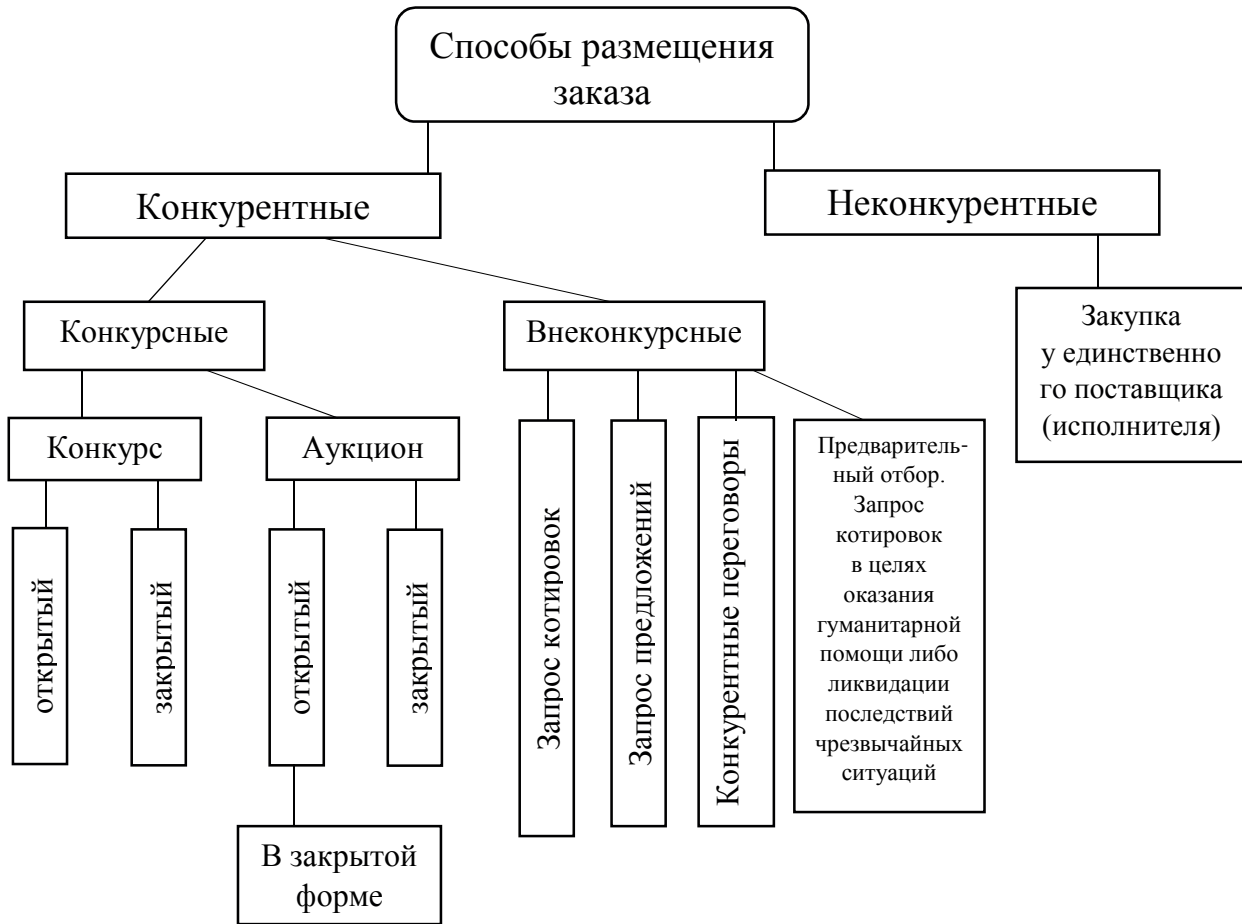 Способы размещения
заказа
Конкурентные
Неконкурентные
Конкурсные
Внеконкурсные
Закупка
у единственно
го поставщика
(исполнителя)
Конкурс
Аукцион
открытый
закрытый
открытый
закрытый
Запрос котировок
Запрос предложений
Конкурентные переговоры
Предваритель-
ный отбор.
Запрос
котировок
в целях
оказания
гуманитарной
помощи либо
ликвидации
последствий
чрезвычайных
ситуаций
В закрытой
форме